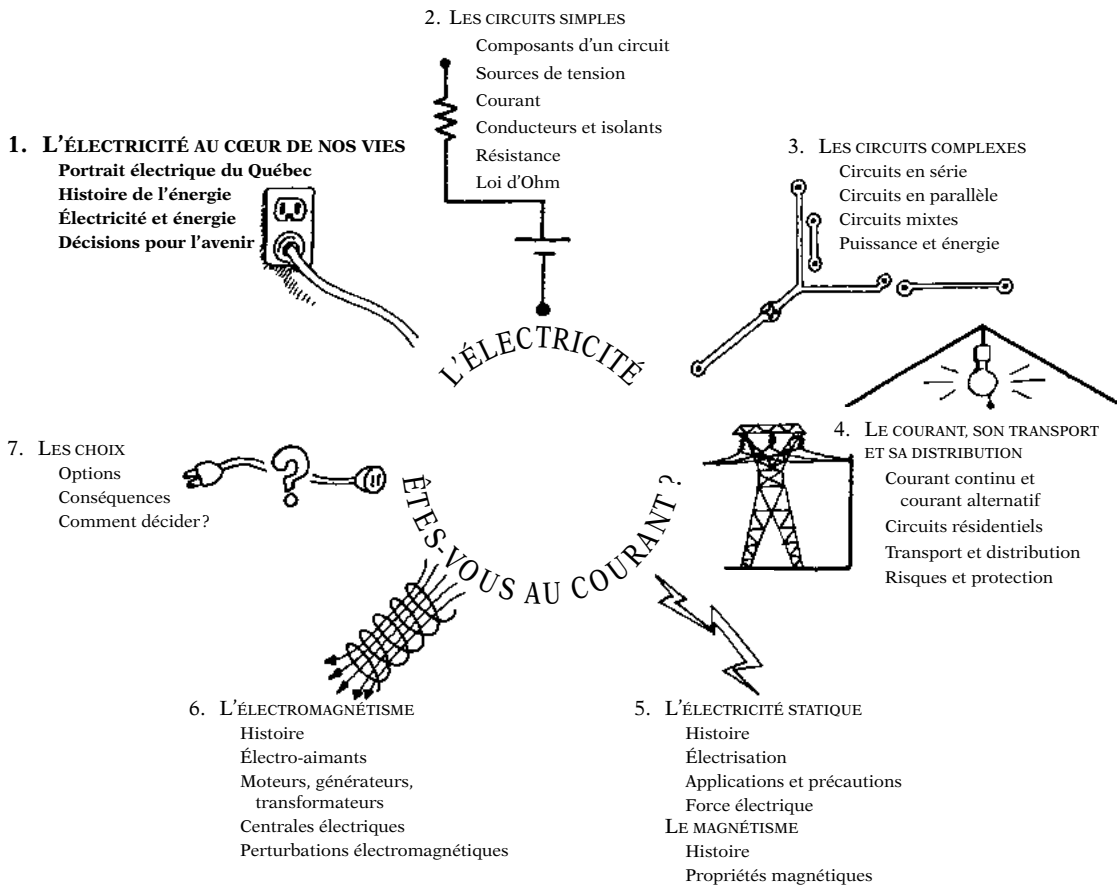 1. L'ÉLECTRICITÉ AU CŒUR DE NOS VIES
Portrait électrique du Québec
Histoire de l'énergie
Électricité et énergie
Décisions pour l'avenir
2. LES CIRCUITS SIMPLES
Composants d'un circuit
Sources de tension
Courant
Conducteurs et isolants
Résistance
Loi d'Ohm
3. LES CIRCUITS COMPLEXES
Circuits en série
Circuits en parallèle
Circuits mixtes
Puissance et énergie
L'ÉLECTRICITÉ
ÊTES-VOUS AU COURANT ?
4. LE COURANT, SON TRANSPORT
ET SA DISTRIBUTION
Courant continu et
courant alternatif
Circuits résidentiels
Transport et distribution
Risques et protection
5. L'ÉLECTRICITÉ STATIQUE
Histoire
Électrisation
Applications et précautions
Force électrique
LE MAGNÉTISME
Histoire
Propriétés magnétiques
6. L'ÉLECTROMAGNÉTISME
Histoire
Électro-aimants
Moteurs, générateurs,
transformateurs
Centrales électriques
Perturbations électromagnétiques
7. LES CHOIX
Options
Conséquences
Comment décider ?
?